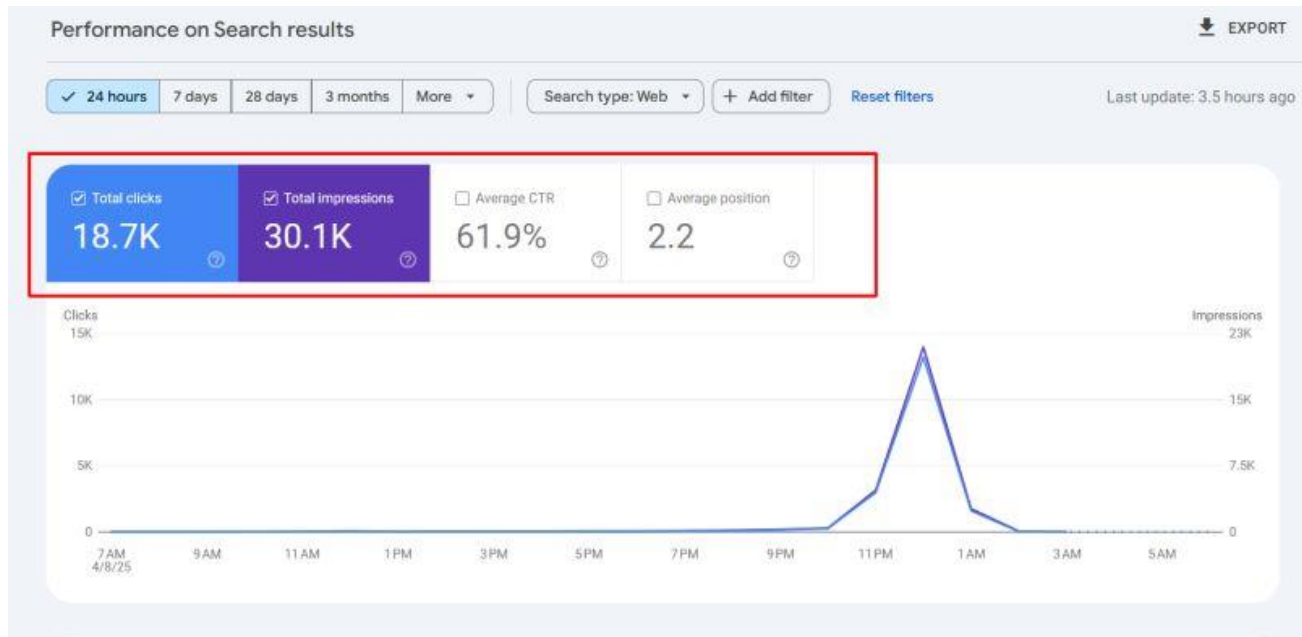 Performance on Search results
EXPORT
24 hours 7 days 28 days 3 months More Search type: Web + Add filter Reset filters Last update: 3.5 hours ago
Total clicks Total impressions Average CTR Average position
18.7K 30.1K 61.9% 2.2
Clicks Impressions
15K 23K
10K 15K
5K 7.5K
0 0
7 AM 9 AM 11 AM 1 PM 3 PM 5 PM 7 PM 9 PM 11 PM 1 AM 3 AM 5 AM
4/8/25